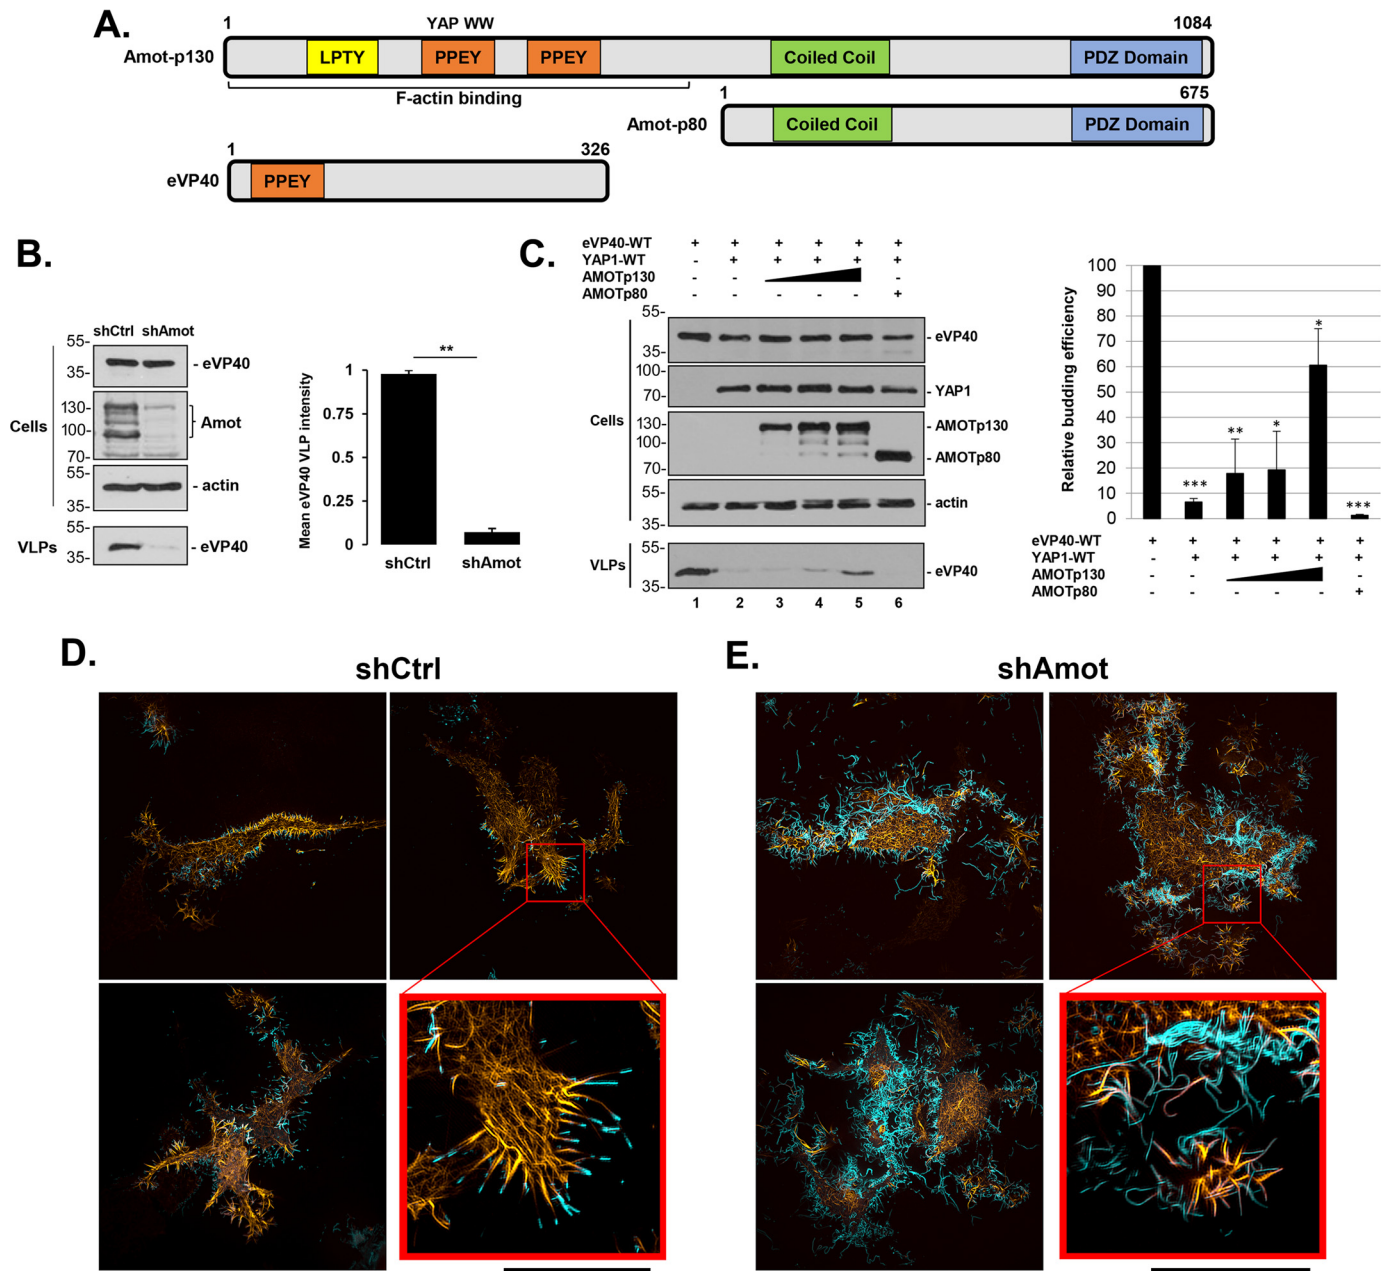 A.
1 YAP WW 1084
Amot-p130 LPTY PPEY PPEY Coiled Coil PDZ Domain
F-actin binding
1 675
Amot-p80 Coiled Coil PDZ Domain
1 326
eVP40 PPEY
B.
shCtrl shAmot
55-
35-
- eVP40
Cells
130-
100-
70-
Amot
55-
35-
- actin
VLPs
55-
35-
- eVP40
Mean eVP40 VLP intensity
1
0.75
0.5
0.25
0
**
shCtrl shAmot
C.
eVP40-WT + + + + + +
YAP1-WT - + + + + +
AMOTp130 - - -
AMOTp80 - - - - - +
55-
35-
- eVP40
Cells
100-
70-
- YAP1
130-
100-
70-
- AMOTp130
- AMOTp80
55-
35-
- actin
VLPs
55-
35-
- eVP40
1 2 3 4 5 6
Relative budding efficiency
100
90
80
70
60
50
40
30
20
10
0
*** ** * * ***
eVP40-WT + + + + + +
YAP1-WT - + + + + +
AMOTp130 - - -
AMOTp80 - - - - - +
D.
shCtrl
E.
shAmot